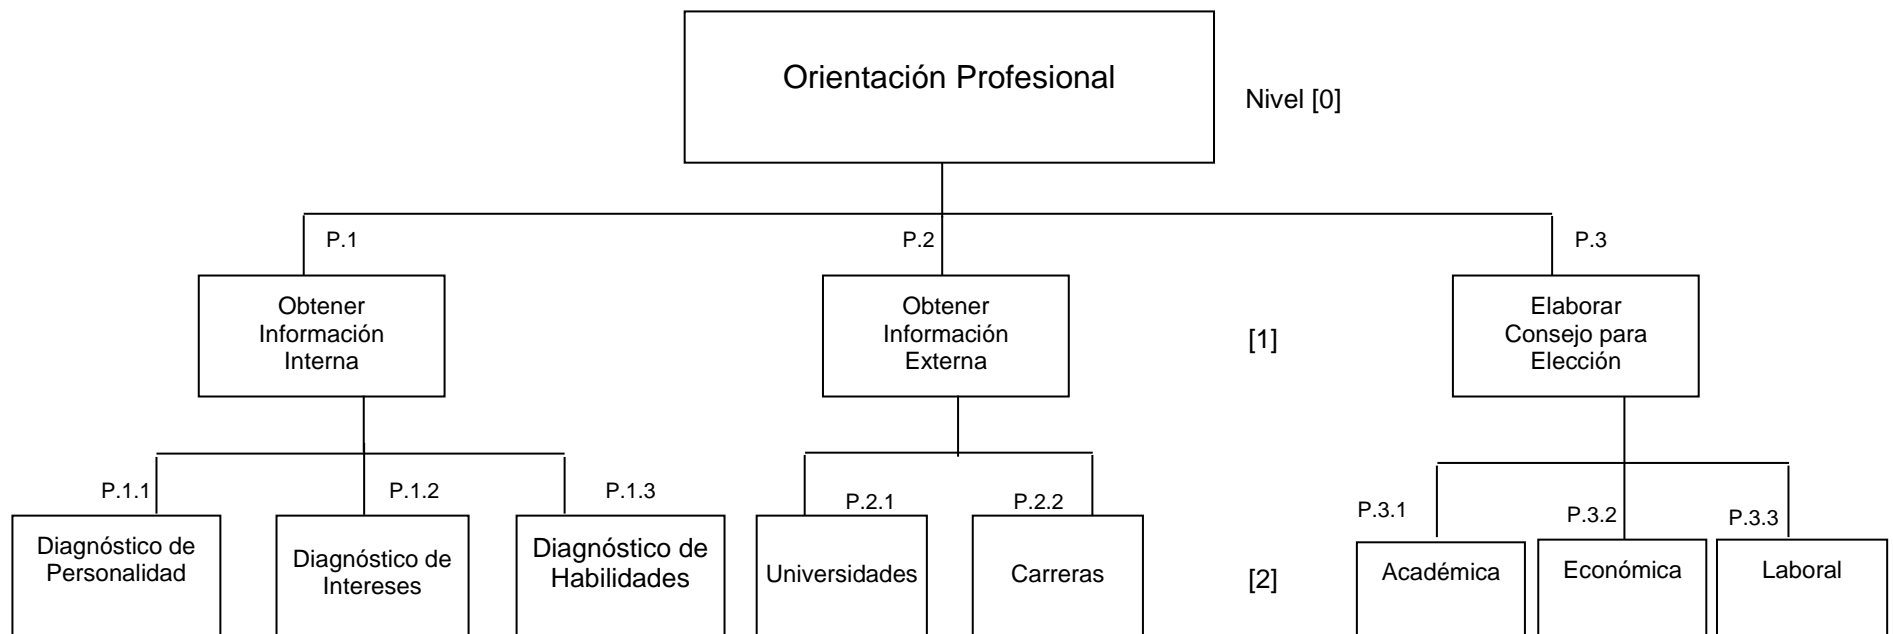 Orientación Profesional
Nivel [0]
P.1
P.2
P.3
Obtener
Información
Interna
Obtener
Información
Externa
[1]
Elaborar
Consejo para
Elección
P.1.1
P.1.2
P.1.3
P.2.1
P.2.2
P.3.1
P.3.2
P.3.3
Diagnóstico de
Personalidad
Diagnóstico de
Intereses
Diagnóstico de
Habilidades
Universidades
Carreras
[2]
Académica
Económica
Laboral